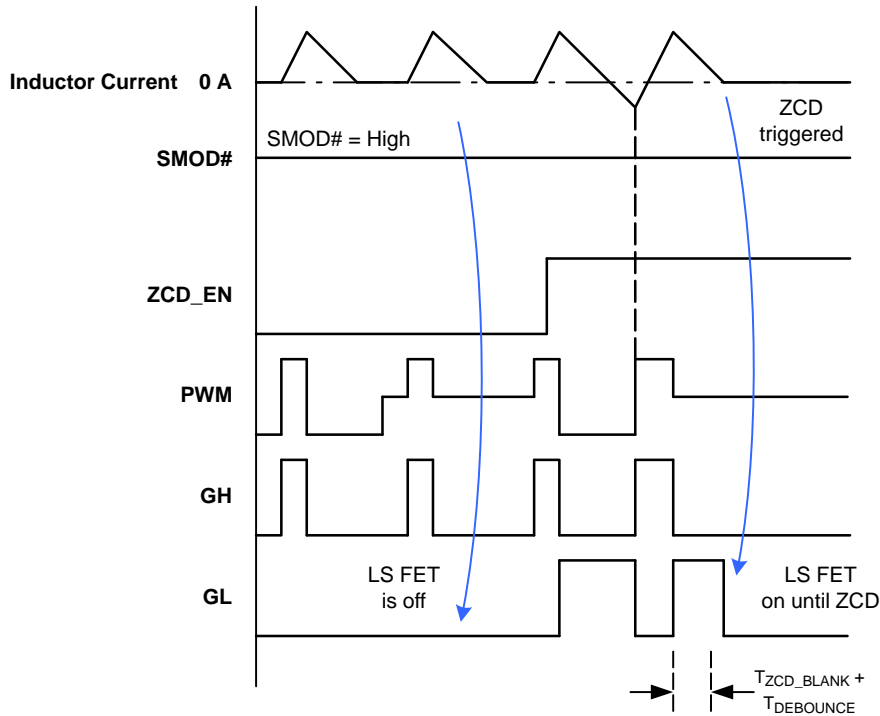 Inductor Current 0 A
ZCD
triggered
SMOD# = High
SMOD#
ZCD_EN
PWM
GH
GL
LS FET
is off
LS FET
on until ZCD
TZCD_BLANK +
TDEBOUNCE